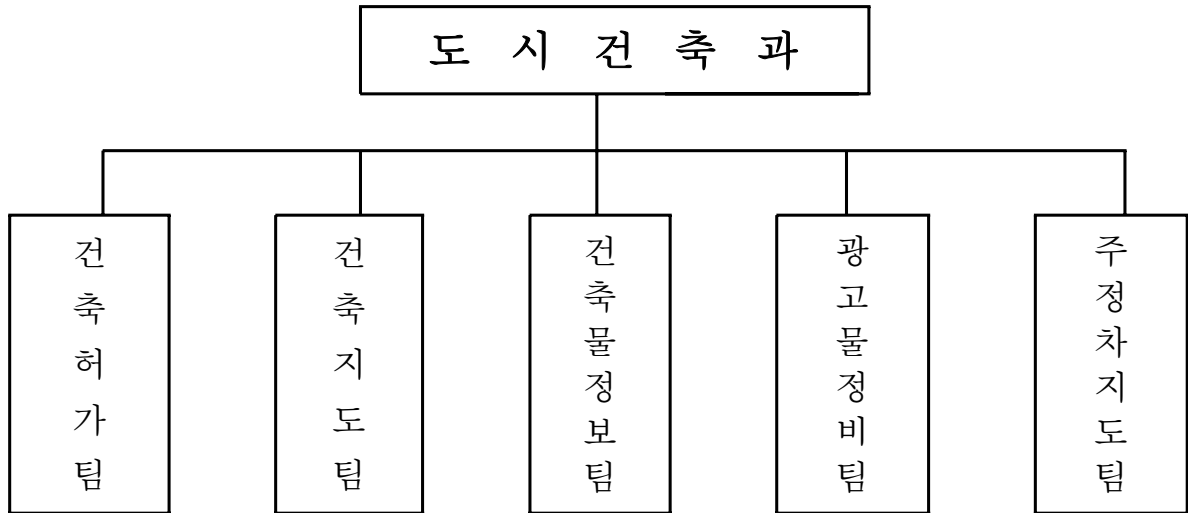 도 시 건 축 과
건축허가팀
건축지도팀
건축물정보팀
광고물정비팀
주정차지도팀